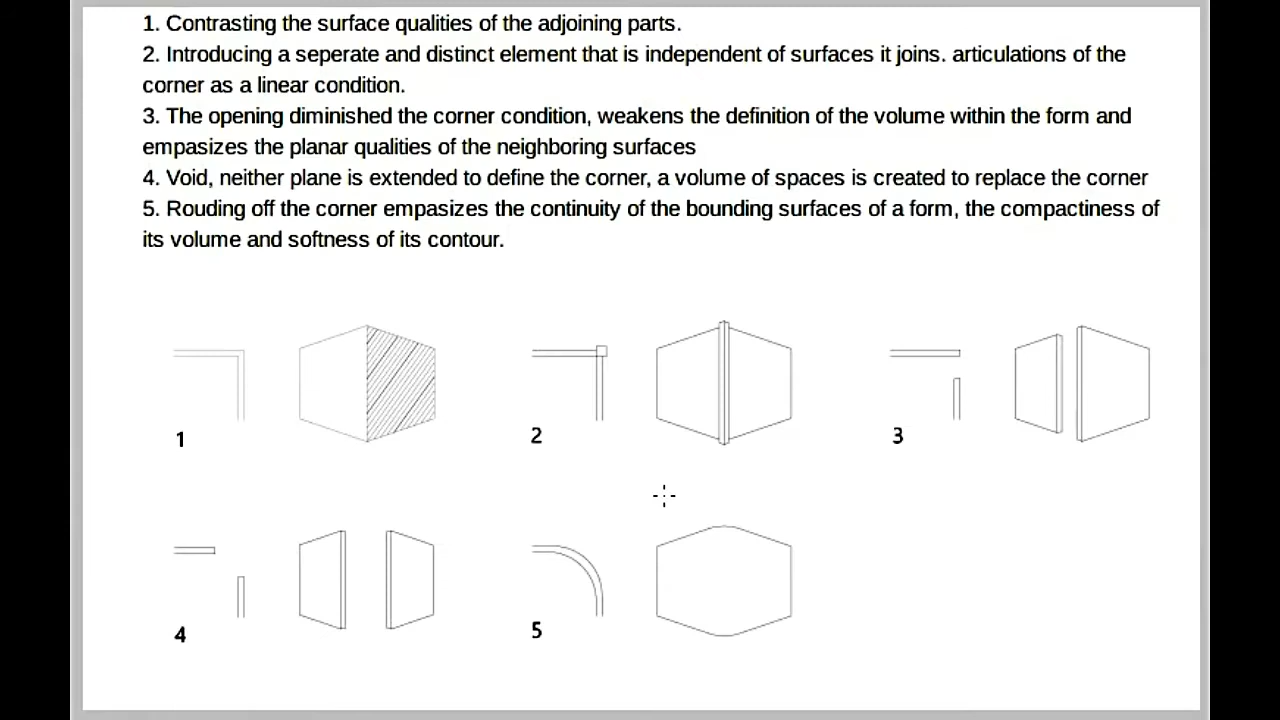 1. Contrasting the surface qualities of the adjoining parts.
2. Introducing a seperate and distinct element that is independent of surfaces it joins. articulations of the
corner as a linear condition.
3. The opening diminished the corner condition, weakens the definition of the volume within the form and
empasizes the planar qualities of the neighboring surfaces
4. Void, neither plane is extended to define the corner, a volume of spaces is created to replace the corner
5. Rouding off the corner empasizes the continuity of the bounding surfaces of a form, the compactiness of
its volume and softness of its contour.
1
2
3
4
5